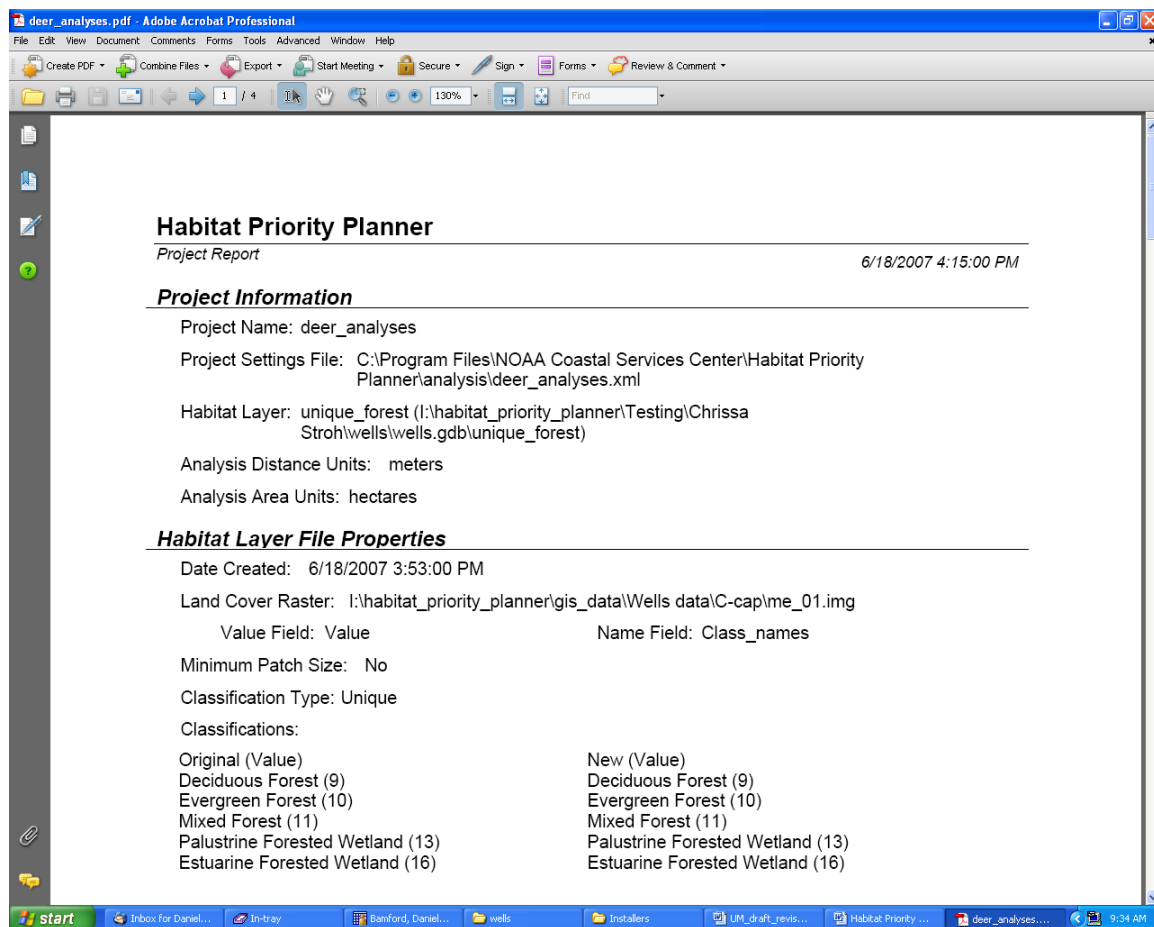 deer_analyses.pdf - Adobe Acrobat Professional
File Edit View Document Comments Forms Tools Advanced Window Help
Create PDF Combine Files Export Start Meeting Secure Sign Forms Review & Comment
1 / 4 130% Find
Habitat Priority Planner
Project Report
6/18/2007 4:15:00 PM
Project Information
Project Name: deer_analyses
Project Settings File: C:\Program Files\NOAA Coastal Services Center\Habitat Priority
Planner\analysis\deer_analyses.xml
Habitat Layer: unique_forest (I:\habitat_priority_planner\Testing\Chrissa
Stroh\wells\wells.gdb\unique_forest)
Analysis Distance Units: meters
Analysis Area Units: hectares
Habitat Layer File Properties
Date Created: 6/18/2007 3:53:00 PM
Land Cover Raster: I:\habitat_priority_planner\gis_data\Wells data\C-cap\me_01.img
Value Field: Value Name Field: Class_names
Minimum Patch Size: No
Classification Type: Unique
Classifications:
Original (Value) New (Value)
Deciduous Forest (9) Deciduous Forest (9)
Evergreen Forest (10) Evergreen Forest (10)
Mixed Forest (11) Mixed Forest (11)
Palustrine Forested Wetland (13) Palustrine Forested Wetland (13)
Estuarine Forested Wetland (16) Estuarine Forested Wetland (16)
start Inbox for Daniel... In-tray Bamford, Daniel... wells Installers UM_draft_revis... Habitat Priority ... deer_analyses.... 9:34 AM